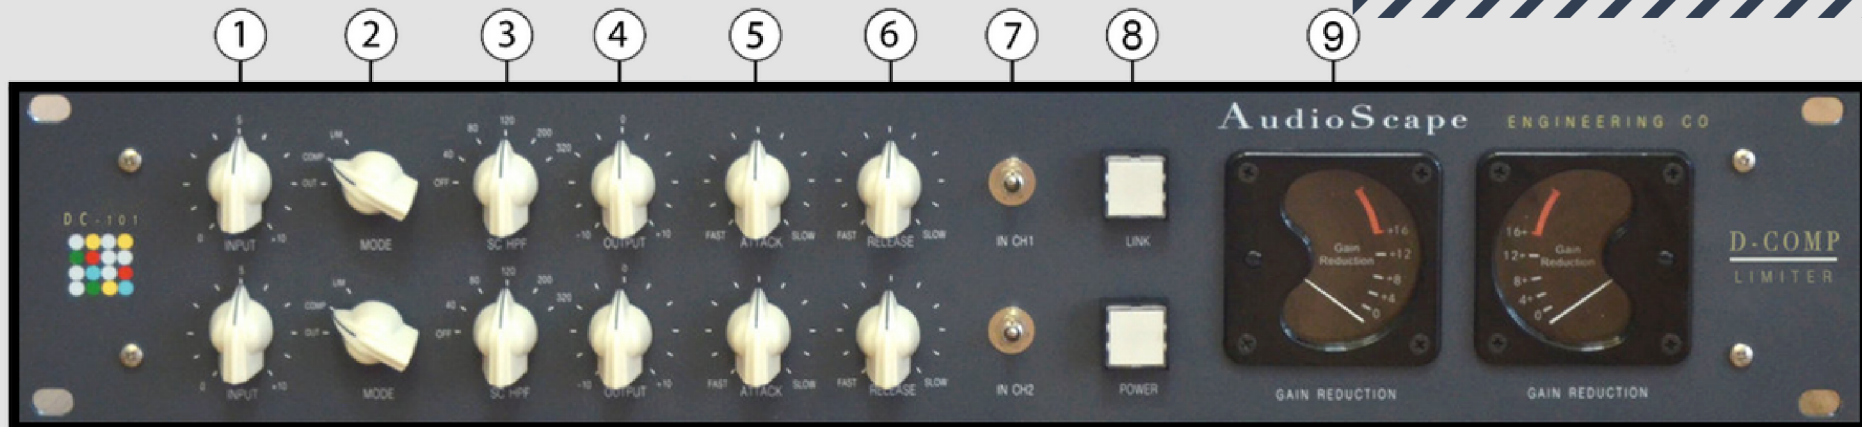 1 2 3 4 5 6 7 8 9
AudioScape ENGINEERING CO
5 LIM COMP OUT 80 120 200 40 320 OFF 0
0 +10 FAST SLOW FAST SLOW
INPUT MODE SC HPF OUTPUT ATTACK RELEASE IN CH1 LINK
DC-101
5 LIM COMP OUT 80 120 200 40 320 OFF 0
0 +10 -10 +10 FAST SLOW FAST SLOW
INPUT MODE SC HPF OUTPUT ATTACK RELEASE IN CH2 POWER
Gain
Reduction
+16
+12
+8
+4
0
GAIN REDUCTION
Gain
Reduction
16+
12+
8+
4+
0
GAIN REDUCTION
D-COMP
LIMITER